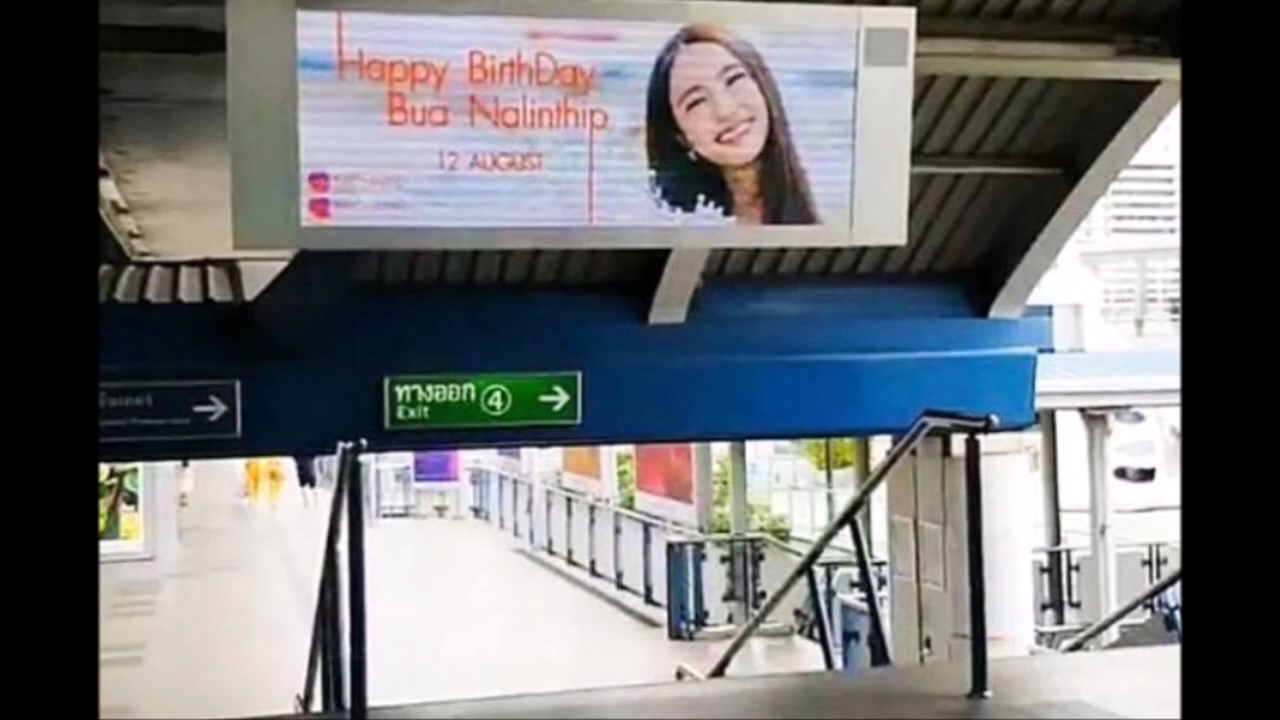 Happy BirthDay
Bua Nalinthip
12 AUGUST
ทางออก
Exit
4